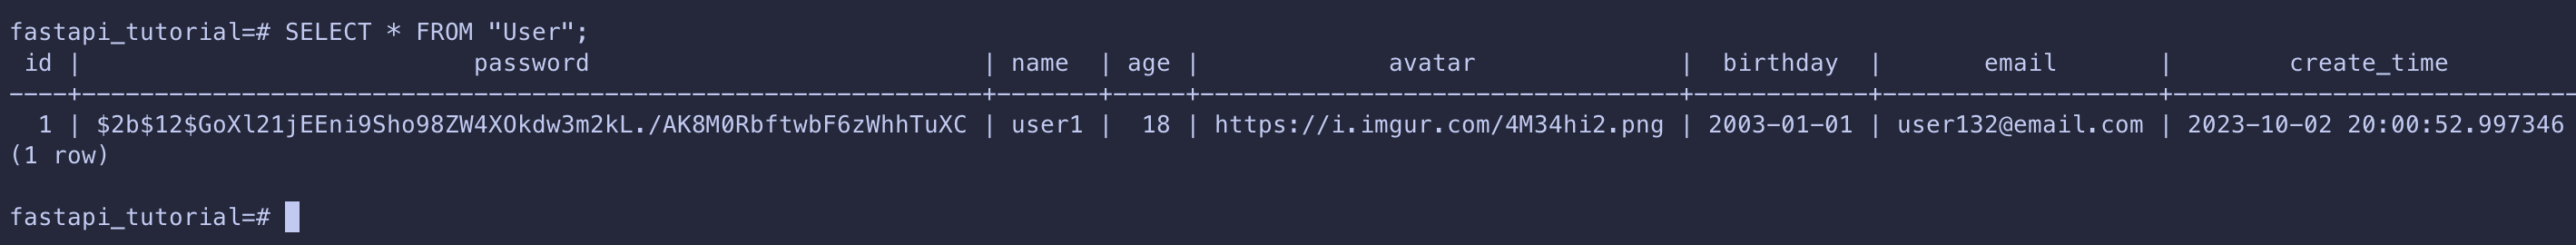 fastapi_tutorial=# SELECT * FROM "User";
 id |                           password                           | name  | age |             avatar              |  birthday  |       email       |        create_time
----+--------------------------------------------------------------+-------+-----+---------------------------------+------------+-------------------+----------------------------
  1 | $2b$12$GoXl21jEEni9Sho98ZW4XOkdw3m2kL./AK8M0RbftwbF6zWhhTuXC | user1 |  18 | https://i.imgur.com/4M34hi2.png | 2003-01-01 | user132@email.com | 2023-10-02 20:00:52.997346
(1 row)
fastapi_tutorial=#